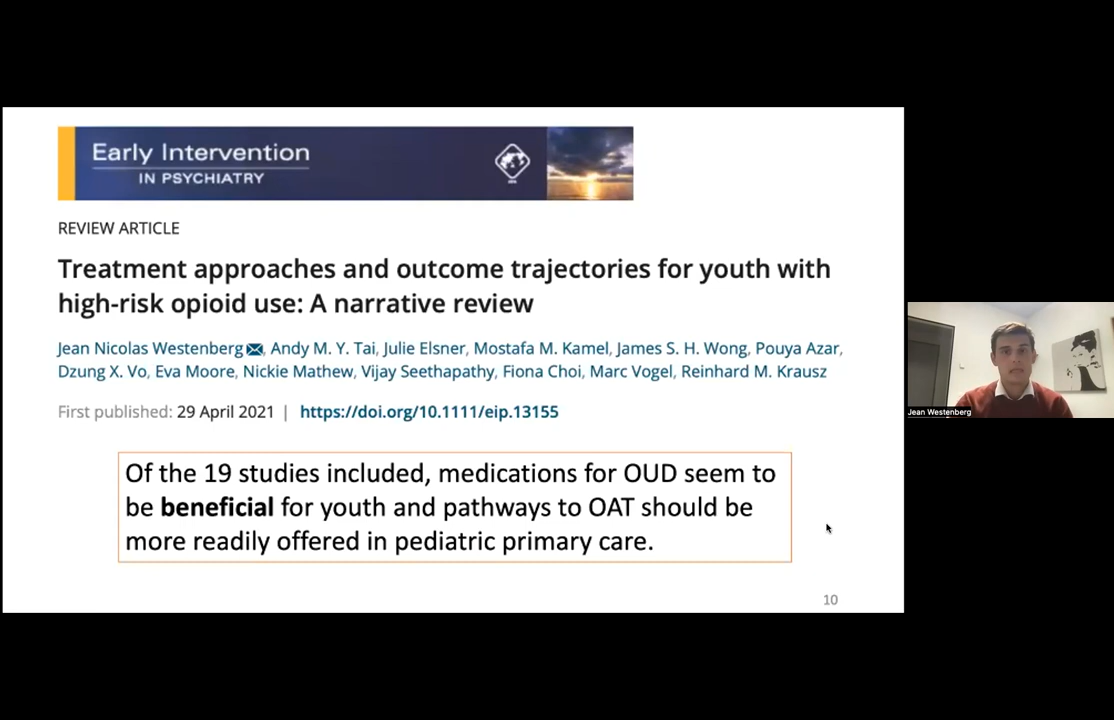 Early Intervention
IN PSYCHIATRY
REVIEW ARTICLE
Treatment approaches and outcome trajectories for youth with
high-risk opioid use: A narrative review
Jean Nicolas Westenberg, Andy M. Y. Tai, Julie Elsner, Mostafa M. Kamel, James S. H. Wong, Pouya Azar,
Dzung X. Vo, Eva Moore, Nickie Mathew, Vijay Seethapathy, Fiona Choi, Marc Vogel, Reinhard M. Krausz
First published: 29 April 2021 | https://doi.org/10.1111/eip.13155
Of the 19 studies included, medications for OUD seem to
be beneficial for youth and pathways to OAT should be
more readily offered in pediatric primary care.
10
Jean Westenberg